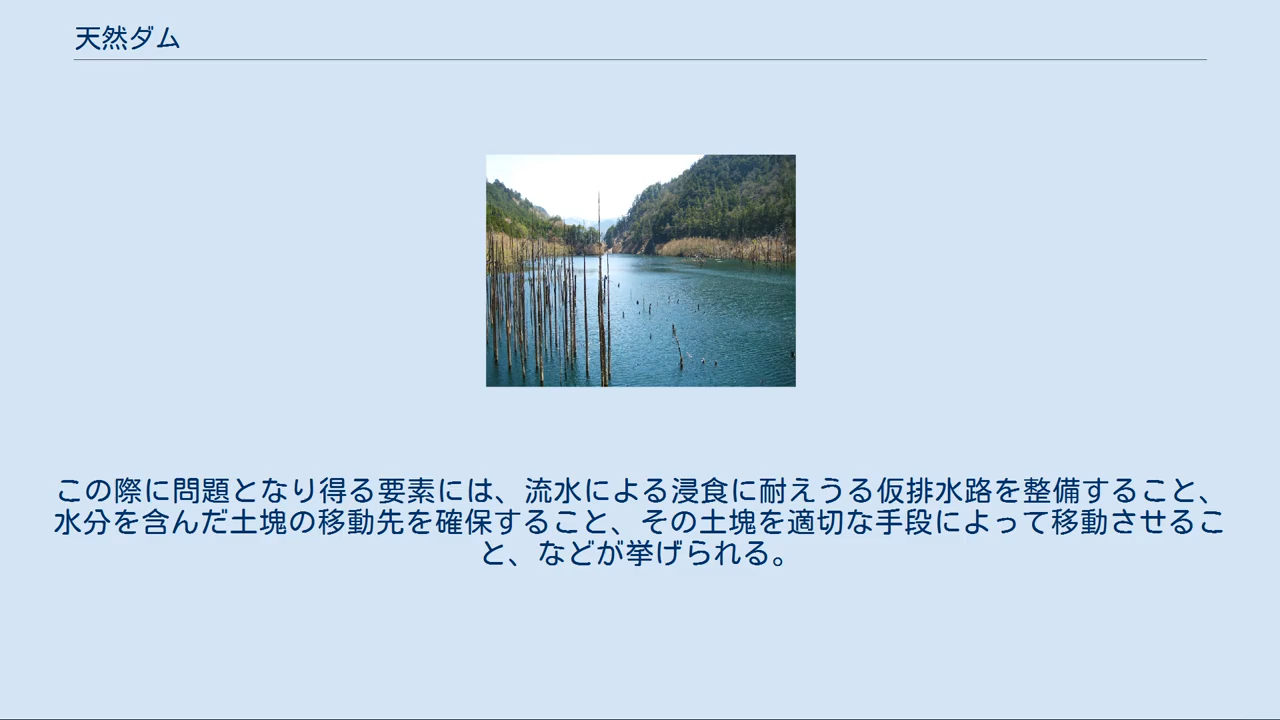 天然ダム
この際に問題となり得る要素には、流水による浸食に耐えうる仮排水路を整備すること、
水分を含んだ土塊の移動先を確保すること、その土塊を適切な手段によって移動させるこ
と、などが挙げられる。